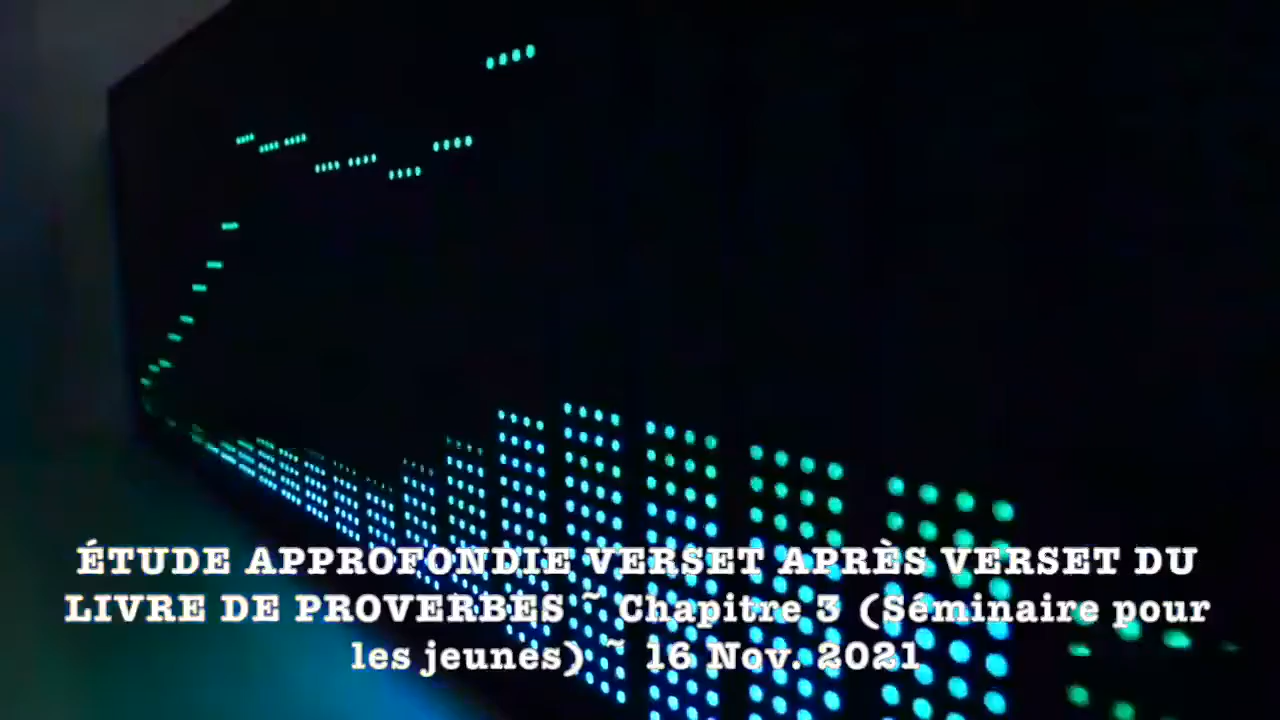 ÉTUDE APPROFONDIE VERSET APRÈS VERSET DU
LIVRE DE PROVERBES ~ Chapitre 3 (Séminaire pour
les jeunes) ~ 16 Nov. 2021